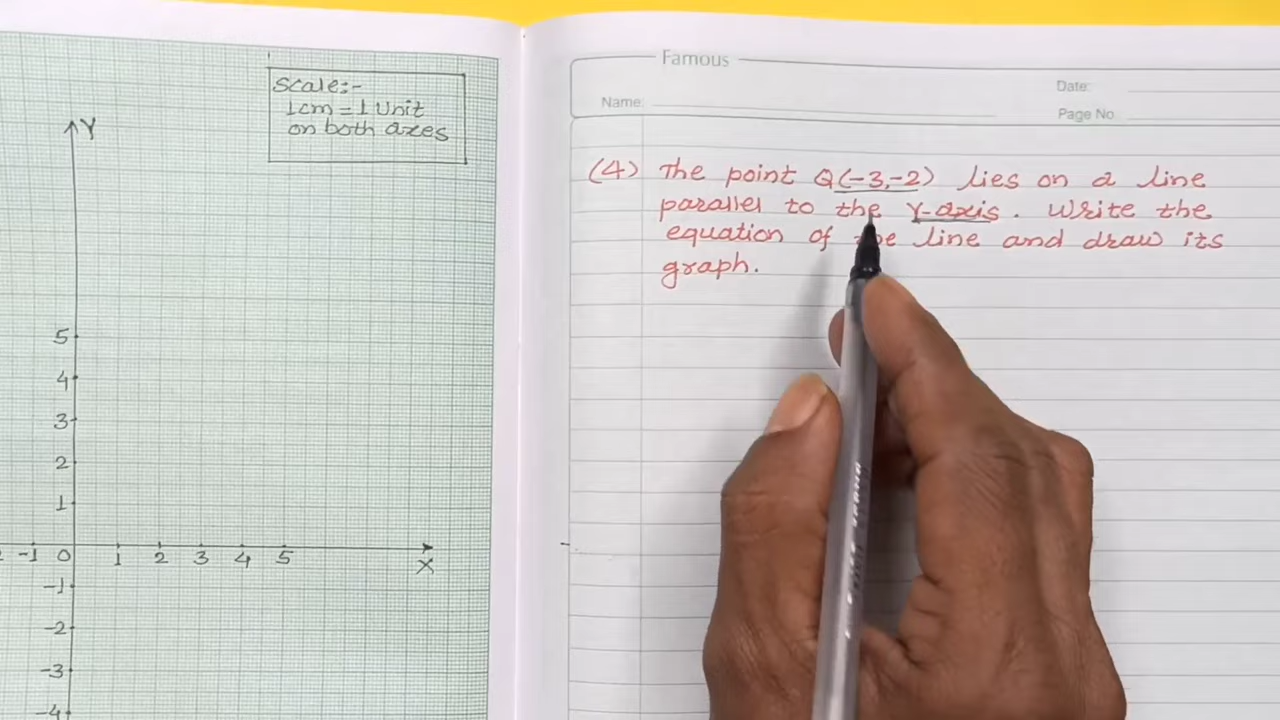 Scale:-
1cm = 1 Unit
on both axes
Y
5
4
3
2
1
-1 0 1 2 3 4 5 X
-1
-2
-3
-4
Famous
Date:
Name:
Page No
(4) The point Q(-3,-2) lies on a line
parallel to the Y-axis. Write the
equation of the line and draw its
graph.